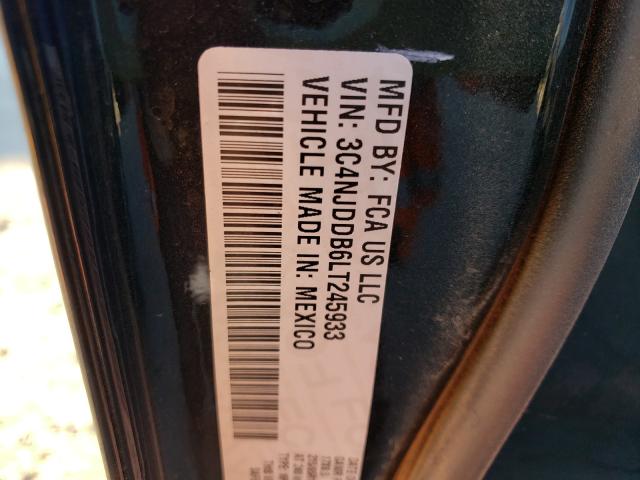 MFD BY: FCA US LLC
VIN: 3C4NJDDB6LT245933
VEHICLE MADE IN: MEXICO